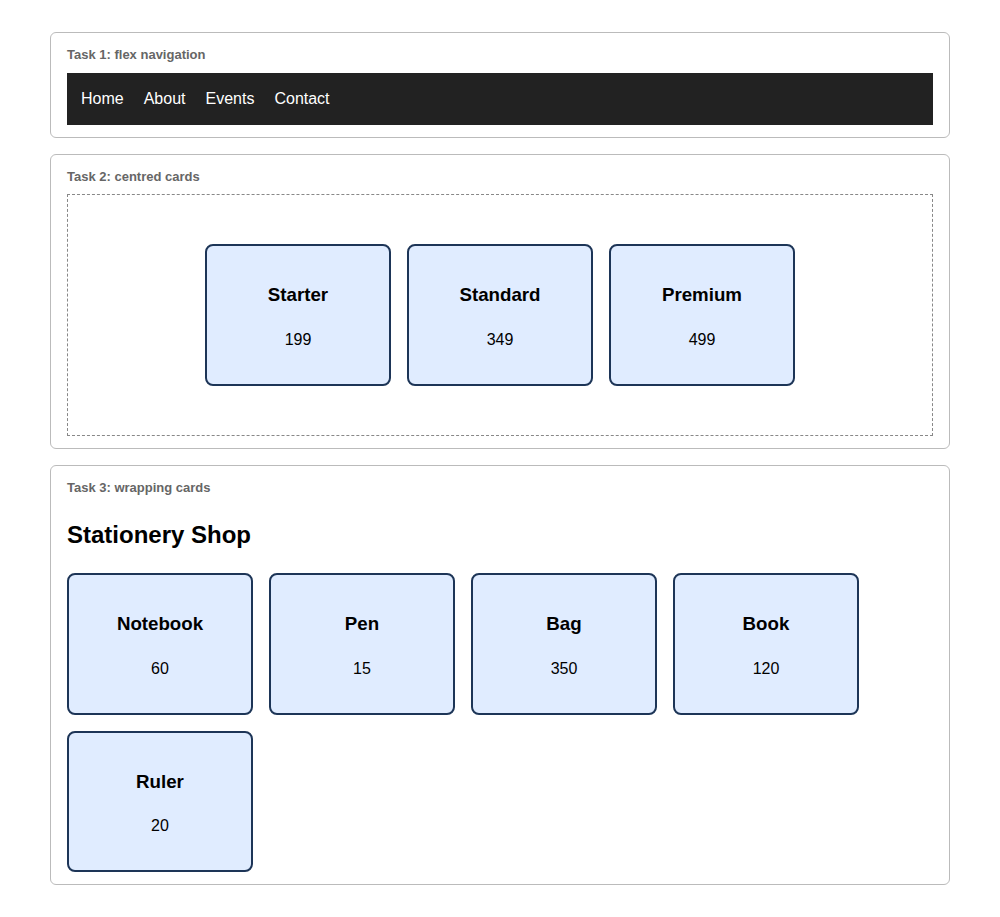 Task 1: flex navigation
Home About Events Contact
Task 2: centred cards
Starter Standard Premium
199 349 499
Task 3: wrapping cards
Stationery Shop
Notebook Pen Bag Book
60 15 350 120
Ruler
20